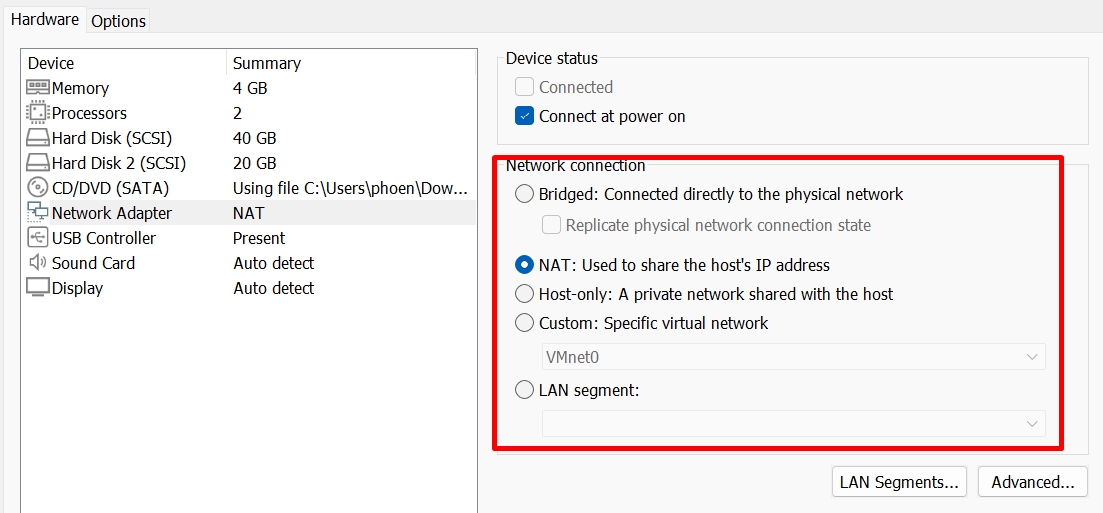 Hardware Options
Device Summary
Memory 4 GB
Processors 2
Hard Disk (SCSI) 40 GB
Hard Disk 2 (SCSI) 20 GB
CD/DVD (SATA) Using file C:\Users\phoen\Dow...
Network Adapter NAT
USB Controller Present
Sound Card Auto detect
Display Auto detect
Device status
Connected
Connect at power on
Network connection
Bridged: Connected directly to the physical network
Replicate physical network connection state
NAT: Used to share the host's IP address
Host-only: A private network shared with the host
Custom: Specific virtual network
VMnet0
LAN segment:
LAN Segments... Advanced...